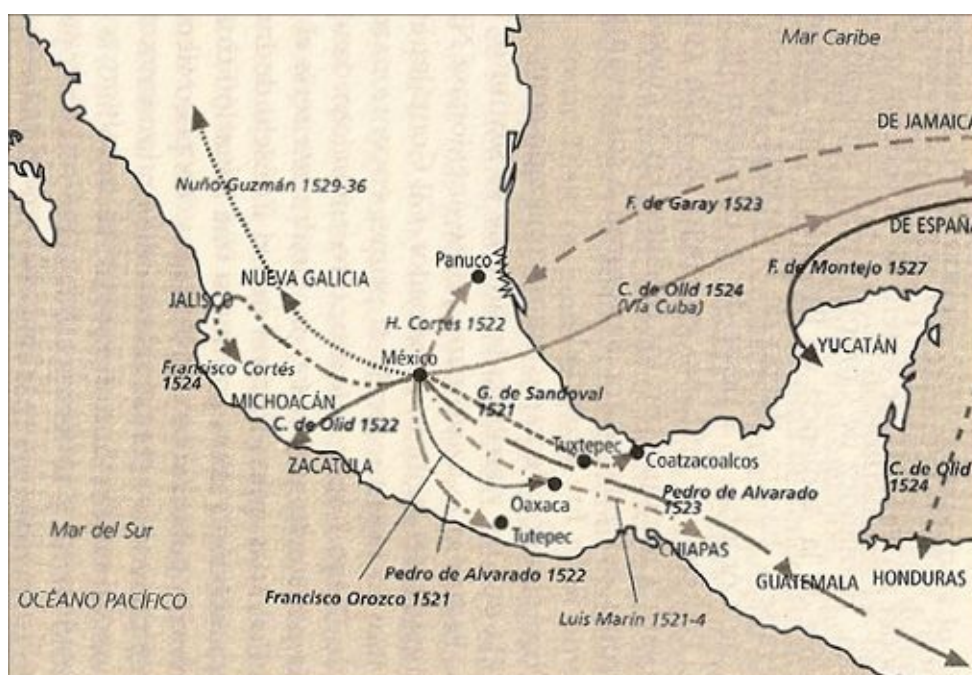 Mar Caribe
DE JAMAICA
Nuño Guzmán 1529-36
F. de Garay 1523
DE ESPAÑA
Panuco
F. de Montejo 1527
NUEVA GALICIA
C. de Olid 1524
(Vía Cuba)
JALISCO
H. Cortés 1522
YUCATÁN
México
Francisco Cortés
1524
G. de Sandoval
1521
MICHOACÁN
C. de Olid 1522
Tuxtepec
Coatzacoalcos
ZACATULA
C. de Olid
1524
Pedro de Alvarado
1523
Oaxaca
Mar del Sur
Tutepec
CHIAPAS
Pedro de Alvarado 1522
GUATEMALA
HONDURAS
Francisco Orozco 1521
OCÉANO PACÍFICO
Luis Marín 1521-4